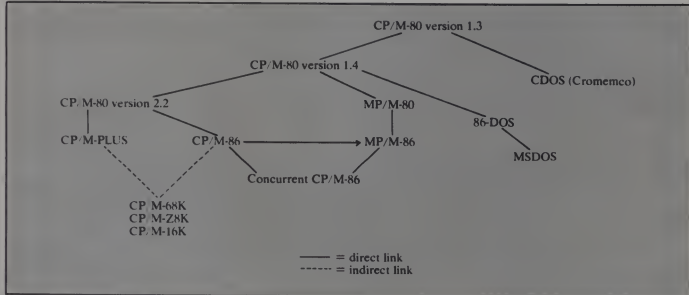 CP/M-80 version 1.3
CP/M-80 version 1.4
CDOS (Cromemco)
CP/M-80 version 2.2
MP/M-80
86-DOS
CP/M-PLUS
CP/M-86
MP/M-86
MSDOS
Concurrent CP/M-86
CP/M-68K
CP/M-Z8K
CP/M-16K
= direct link
= indirect link